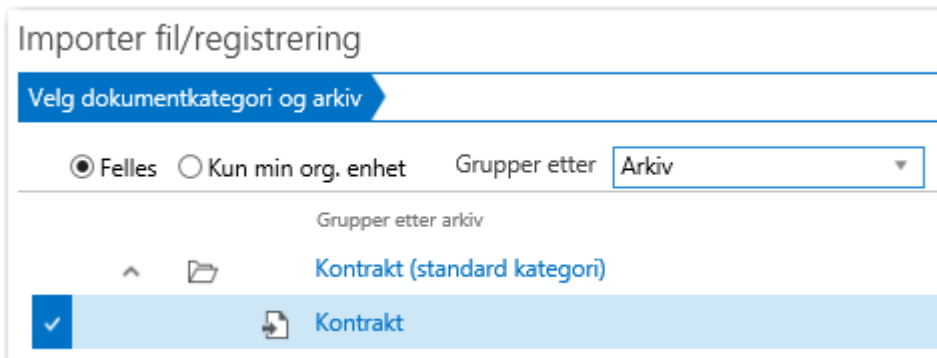 Importer fil/registrering
Velg dokumentkategori og arkiv
Felles Kun min org. enhet Grupper etter Arkiv
Grupper etter arkiv
Kontrakt (standard kategori)
Kontrakt